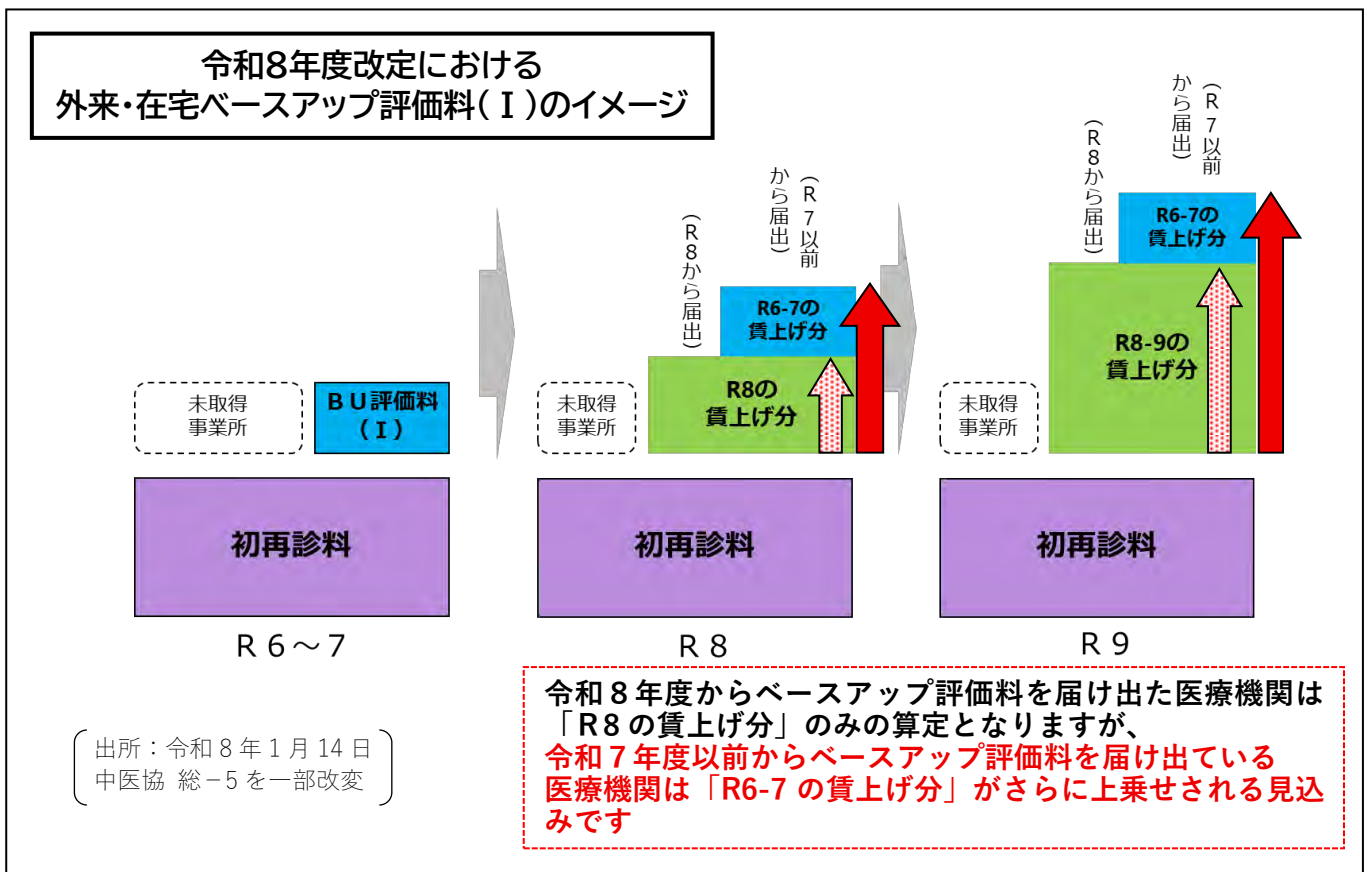 令和8年度改定における
外来・在宅ベースアップ評価料(Ⅰ)のイメージ
未取得
事業所
BU評価料
(Ⅰ)
初再診料
R6～7
(R8から届出)
(R7以前
から届出)
R6-7の
賃上げ分
未取得
事業所
R8の
賃上げ分
初再診料
R8
(R8から届出)
(R7以前
から届出)
R6-7の
賃上げ分
未取得
事業所
R8-9の
賃上げ分
初再診料
R9
出所：令和8年1月14日
中医協 総－5を一部改変
令和8年度からベースアップ評価料を届け出た医療機関は
「R8の賃上げ分」のみの算定となりますが、
令和7年度以前からベースアップ評価料を届け出ている
医療機関は「R6-7の賃上げ分」がさらに上乗せされる見込
みです